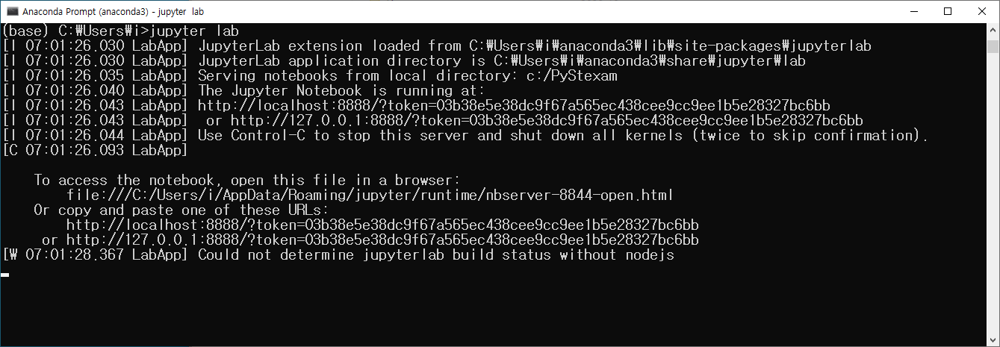 Anaconda Prompt (anaconda3) - jupyter lab
(base) C:₩Users₩i>jupyter lab
[I 07:01:26.030 LabApp] JupyterLab extension loaded from C:₩Users₩i₩anaconda3₩lib₩site-packages₩jupyterlab
[I 07:01:26.030 LabApp] JupyterLab application directory is C:₩Users₩i₩anaconda3₩share₩jupyter₩lab
[I 07:01:26.035 LabApp] Serving notebooks from local directory: c:/PyStexam
[I 07:01:26.040 LabApp] The Jupyter Notebook is running at:
[I 07:01:26.043 LabApp] http://localhost:8888/?token=03b38e5e38dc9f67a565ec438cee9cc9ee1b5e28327bc6bb
[I 07:01:26.043 LabApp]  or http://127.0.0.1:8888/?token=03b38e5e38dc9f67a565ec438cee9cc9ee1b5e28327bc6bb
[I 07:01:26.044 LabApp] Use Control-C to stop this server and shut down all kernels (twice to skip confirmation).
[C 07:01:26.093 LabApp]
To access the notebook, open this file in a browser:
file:///C:/Users/i/AppData/Roaming/jupyter/runtime/nbserver-8844-open.html
Or copy and paste one of these URLs:
http://localhost:8888/?token=03b38e5e38dc9f67a565ec438cee9cc9ee1b5e28327bc6bb
or http://127.0.0.1:8888/?token=03b38e5e38dc9f67a565ec438cee9cc9ee1b5e28327bc6bb
[W 07:01:28.367 LabApp] Could not determine jupyterlab build status without nodejs